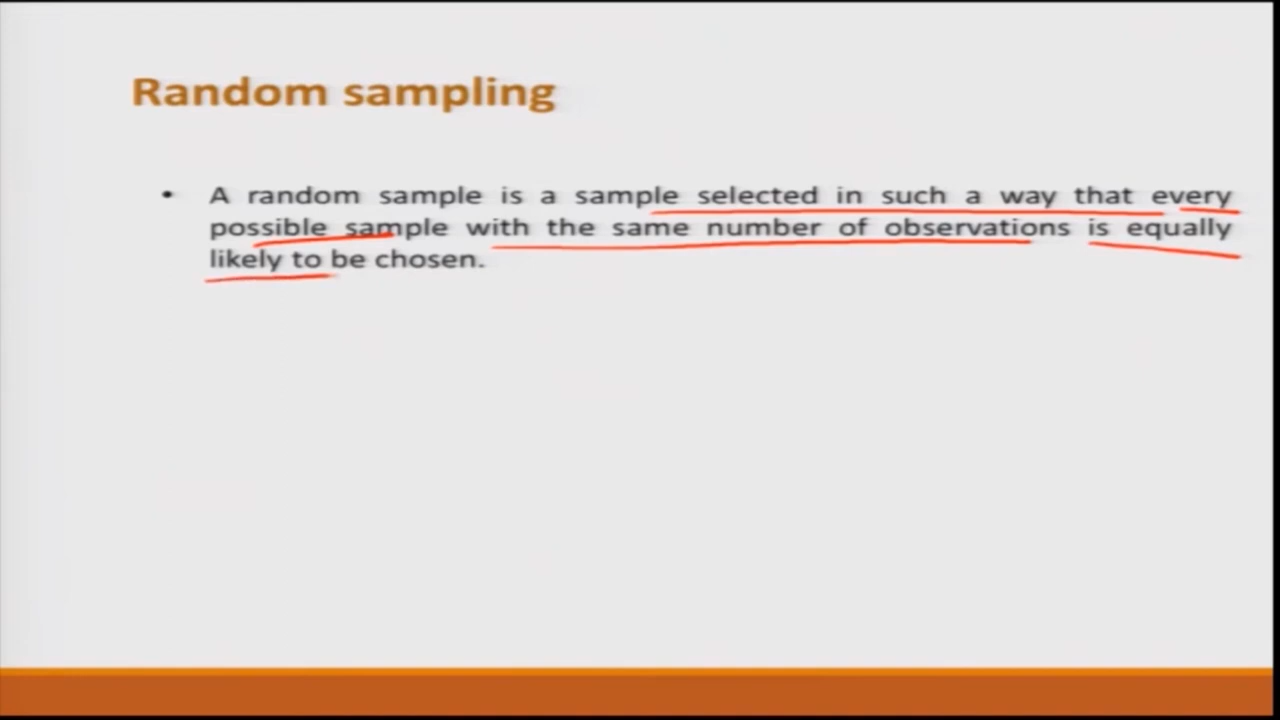 Random sampling
• A random sample is a sample selected in such a way that every
possible sample with the same number of observations is equally
likely to be chosen.